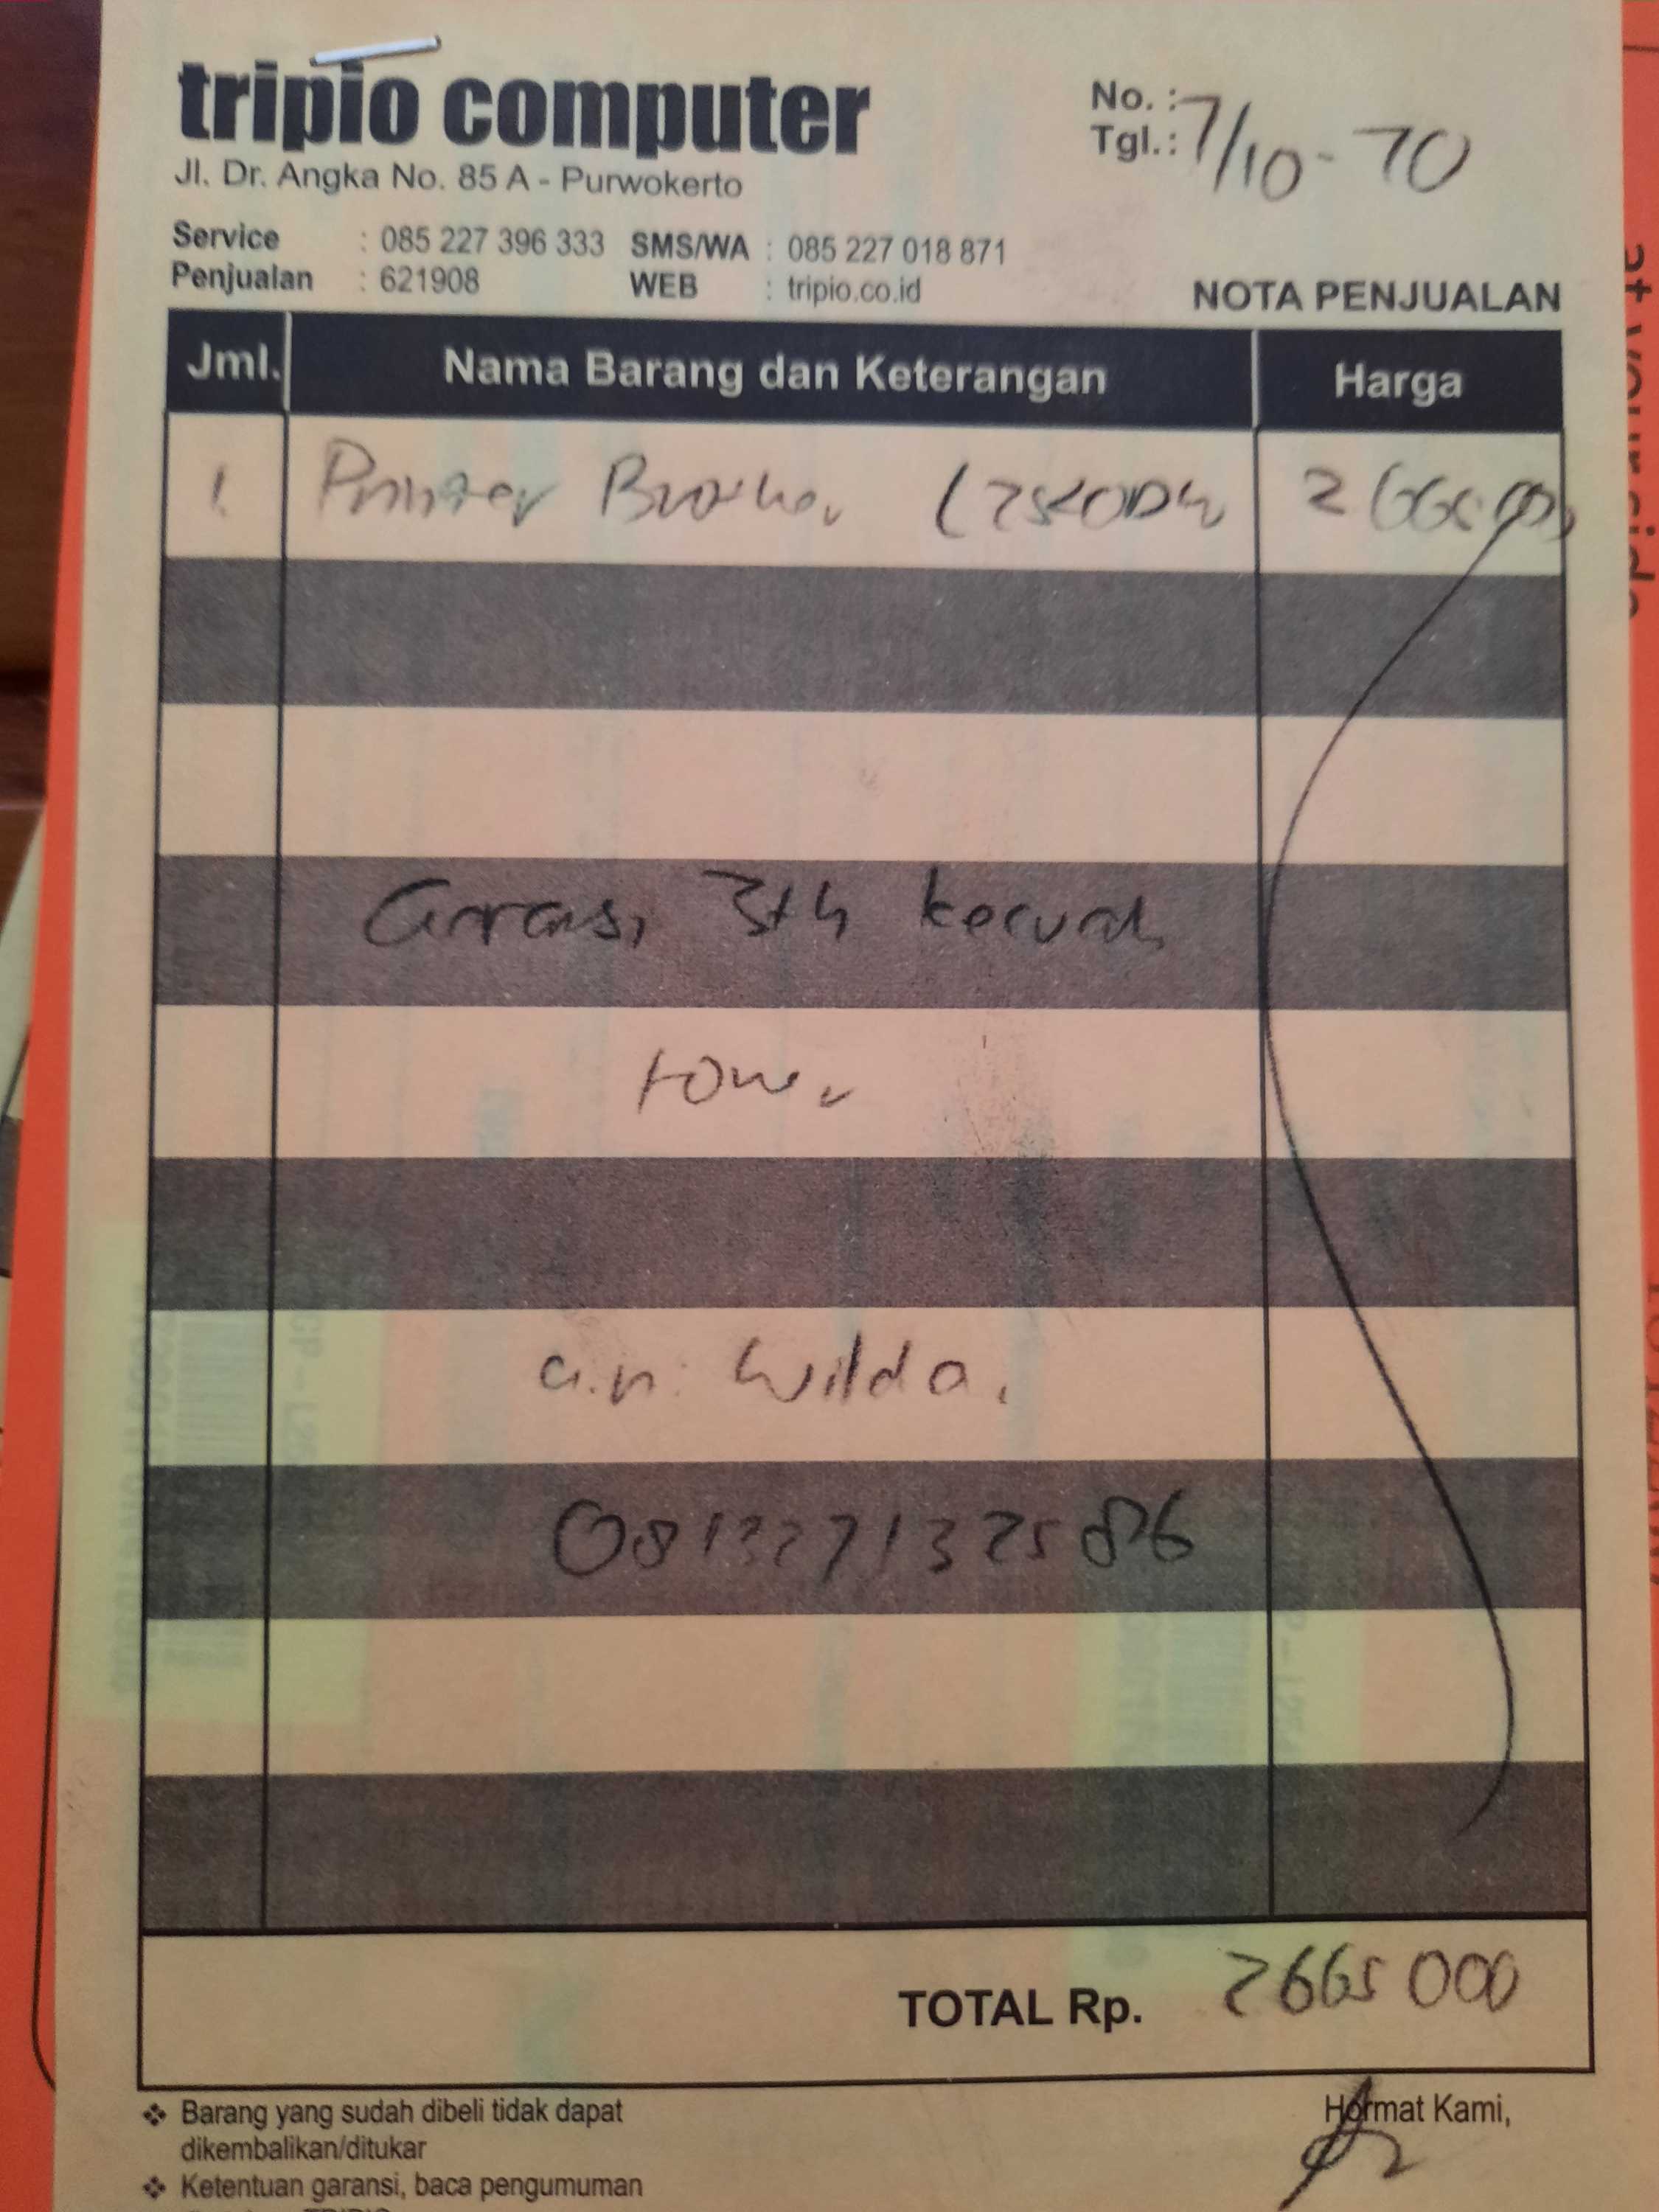 tripio computer
Jl. Dr. Angka No. 85 A - Purwokerto
No. :
Tgl.: 7/10-20
Service : 085 227 396 333 SMS/WA : 085 227 018 871
Penjualan : 621908 WEB : tripio.co.id
NOTA PENJUALAN
Jml. Nama Barang dan Keterangan Harga
1. Printer Brother 2665000
Garansi 3th kecuali
toner
a.n. Wilda.
TOTAL Rp. 2665000
❖ Barang yang sudah dibeli tidak dapat
dikembalikan/ditukar
❖ Ketentuan garansi, baca pengumuman
Hormat Kami,